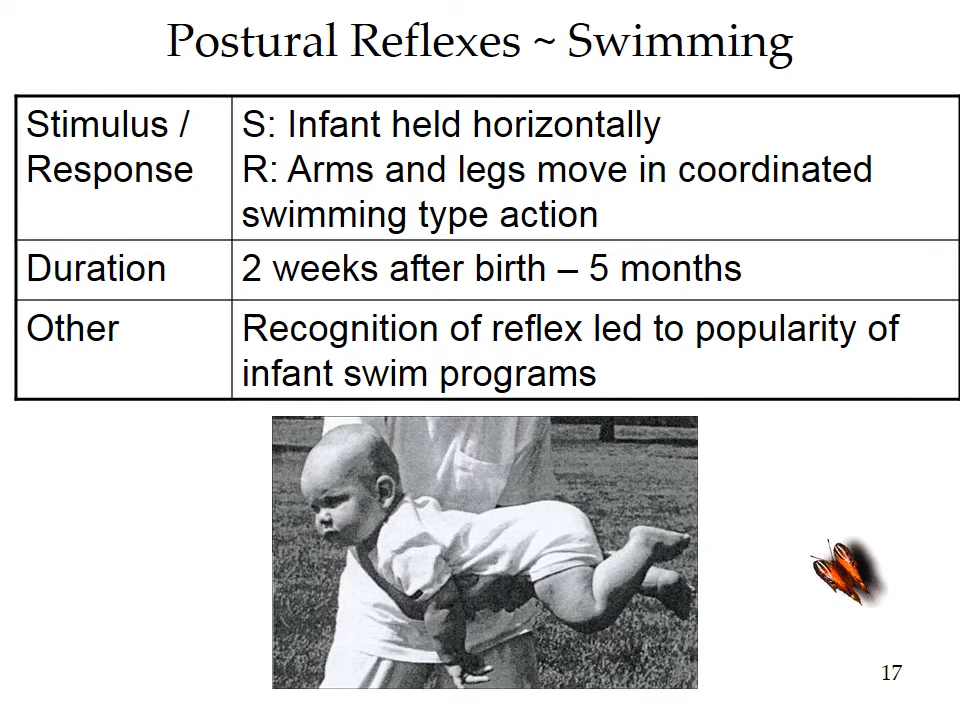 Postural Reflexes ~ Swimming
Stimulus /
Response
S: Infant held horizontally
R: Arms and legs move in coordinated
swimming type action
Duration
2 weeks after birth – 5 months
Other
Recognition of reflex led to popularity of
infant swim programs
17